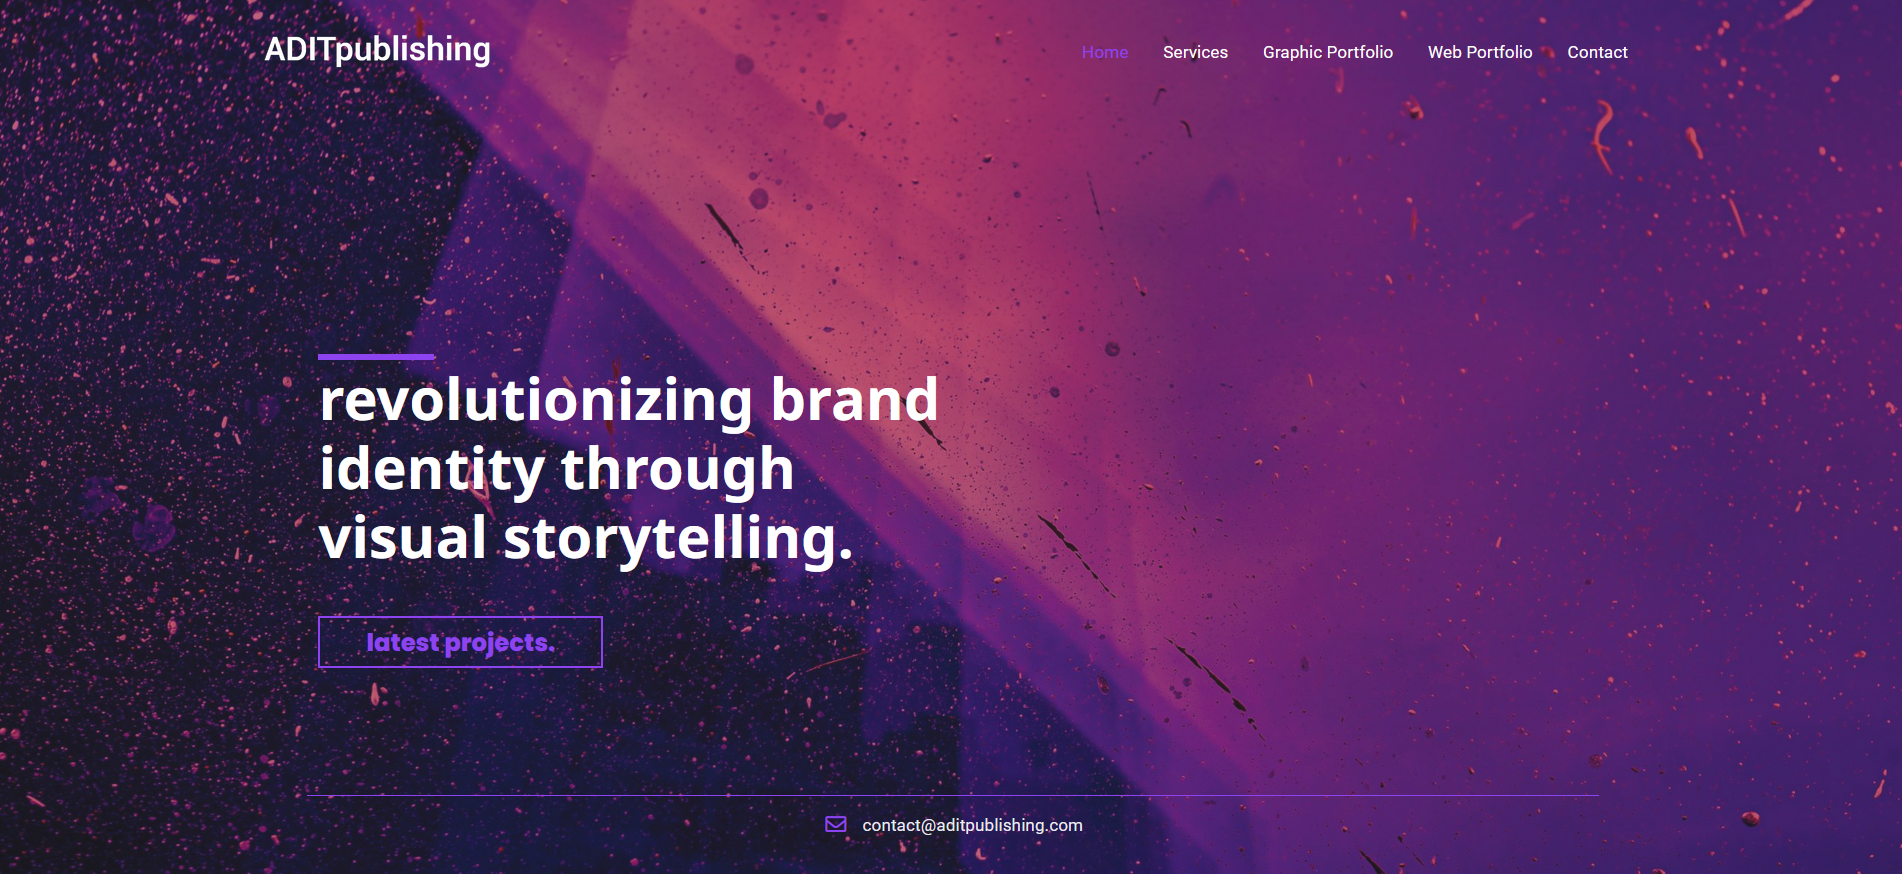 ADITpublishing
Home Services Graphic Portfolio Web Portfolio Contact
revolutionizing brand
identity through
visual storytelling.
latest projects.
contact@aditpublishing.com